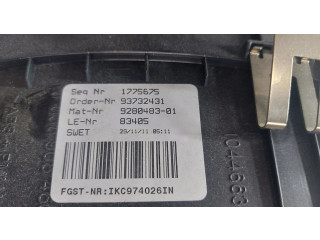 Seq Nr 1775675
Order-Nr 93732431
Mat-Nr 9280483-01
LE-Nr 83405
SWET 23/11/11 05:11
FGST-NR:IKC974026IN